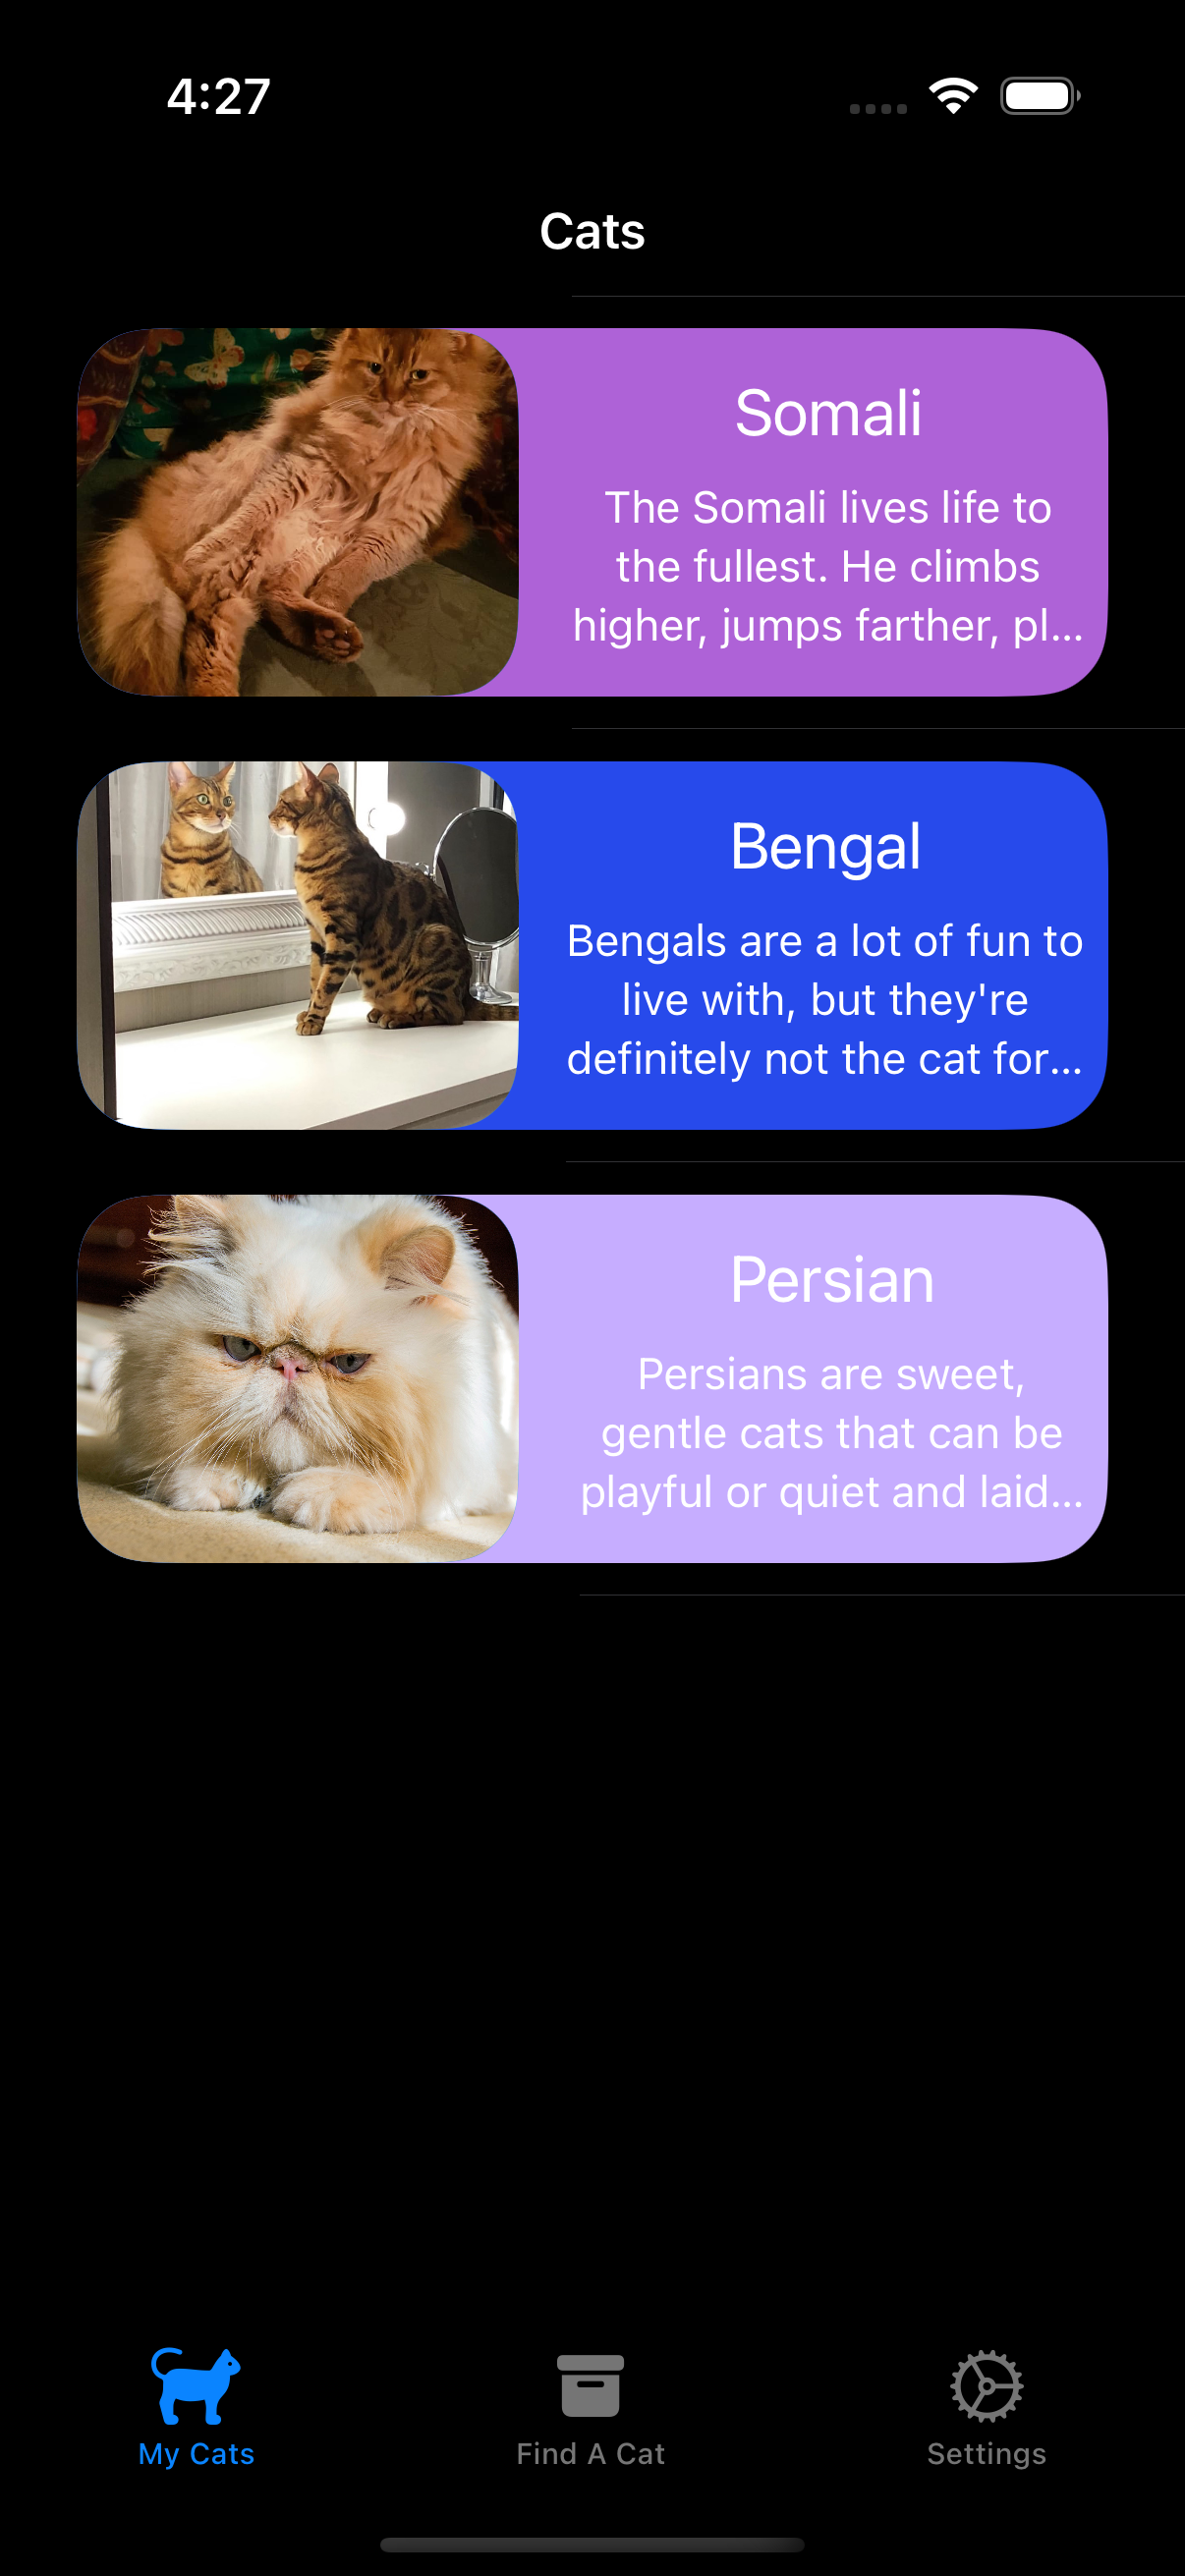 4:27
Cats
Somali
The Somali lives life to
the fullest. He climbs
higher, jumps farther, pl...
Bengal
Bengals are a lot of fun to
live with, but they're
definitely not the cat for...
Persian
Persians are sweet,
gentle cats that can be
playful or quiet and laid...
My Cats
Find A Cat
Settings